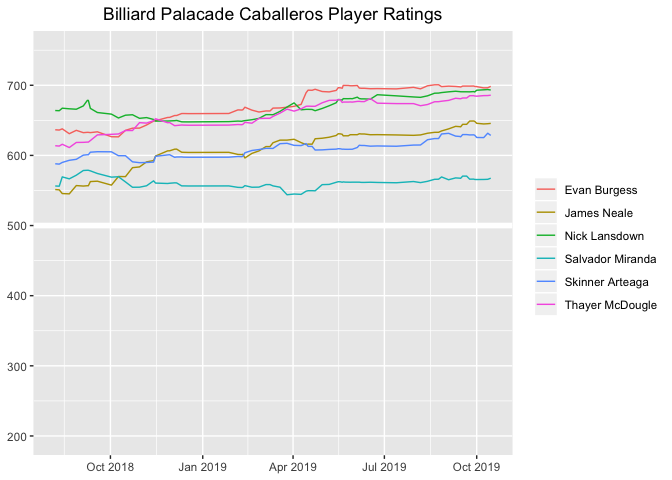 Billiard Palacade Caballeros Player Ratings
700
600
500
400
300
200
Oct 2018
Jan 2019
Apr 2019
Jul 2019
Oct 2019
Evan Burgess
James Neale
Nick Lansdown
Salvador Miranda
Skinner Arteaga
Thayer McDougle